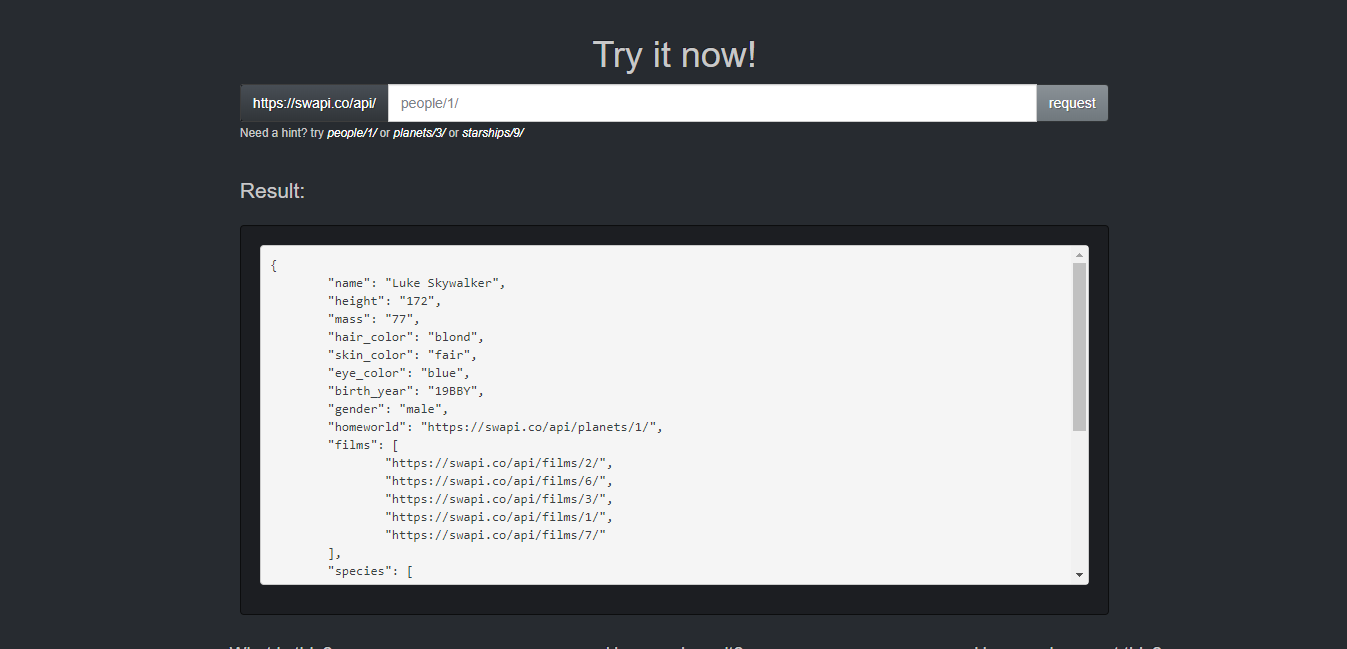 Try it now!
https://swapi.co/api/ people/1/ request
Need a hint? try people/1/ or planets/3/ or starships/9/
Result:
{
"name": "Luke Skywalker",
"height": "172",
"mass": "77",
"hair_color": "blond",
"skin_color": "fair",
"eye_color": "blue",
"birth_year": "19BBY",
"gender": "male",
"homeworld": "https://swapi.co/api/planets/1/",
"films": [
"https://swapi.co/api/films/2/",
"https://swapi.co/api/films/6/",
"https://swapi.co/api/films/3/",
"https://swapi.co/api/films/1/",
"https://swapi.co/api/films/7/"
],
"species": [